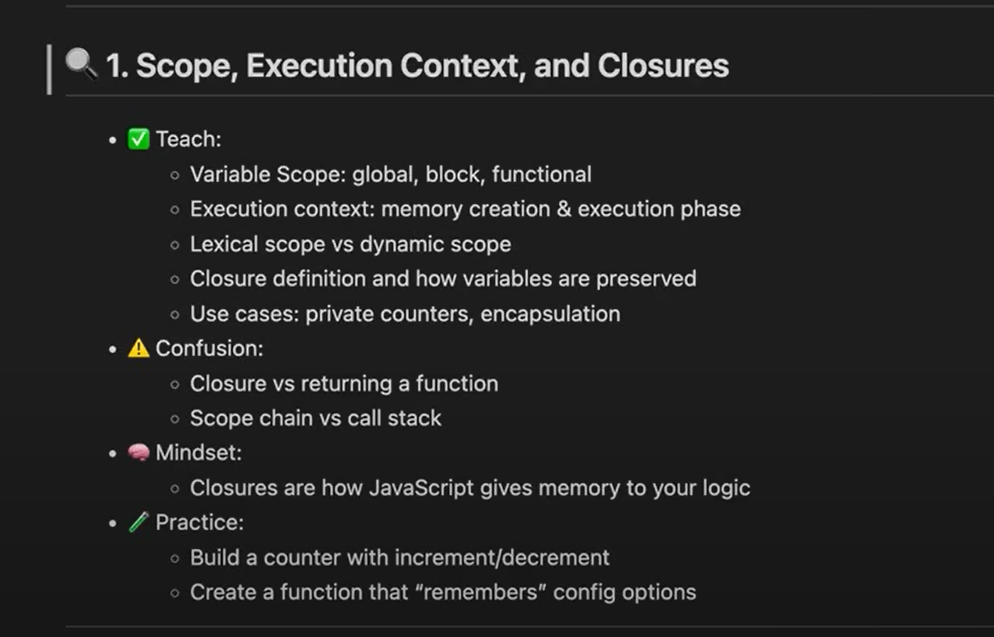 🔍 1. Scope, Execution Context, and Closures
• ✅ Teach:
◦ Variable Scope: global, block, functional
◦ Execution context: memory creation & execution phase
◦ Lexical scope vs dynamic scope
◦ Closure definition and how variables are preserved
◦ Use cases: private counters, encapsulation
• ⚠️ Confusion:
◦ Closure vs returning a function
◦ Scope chain vs call stack
• 🧠 Mindset:
◦ Closures are how JavaScript gives memory to your logic
• 🧪 Practice:
◦ Build a counter with increment/decrement
◦ Create a function that “remembers” config options